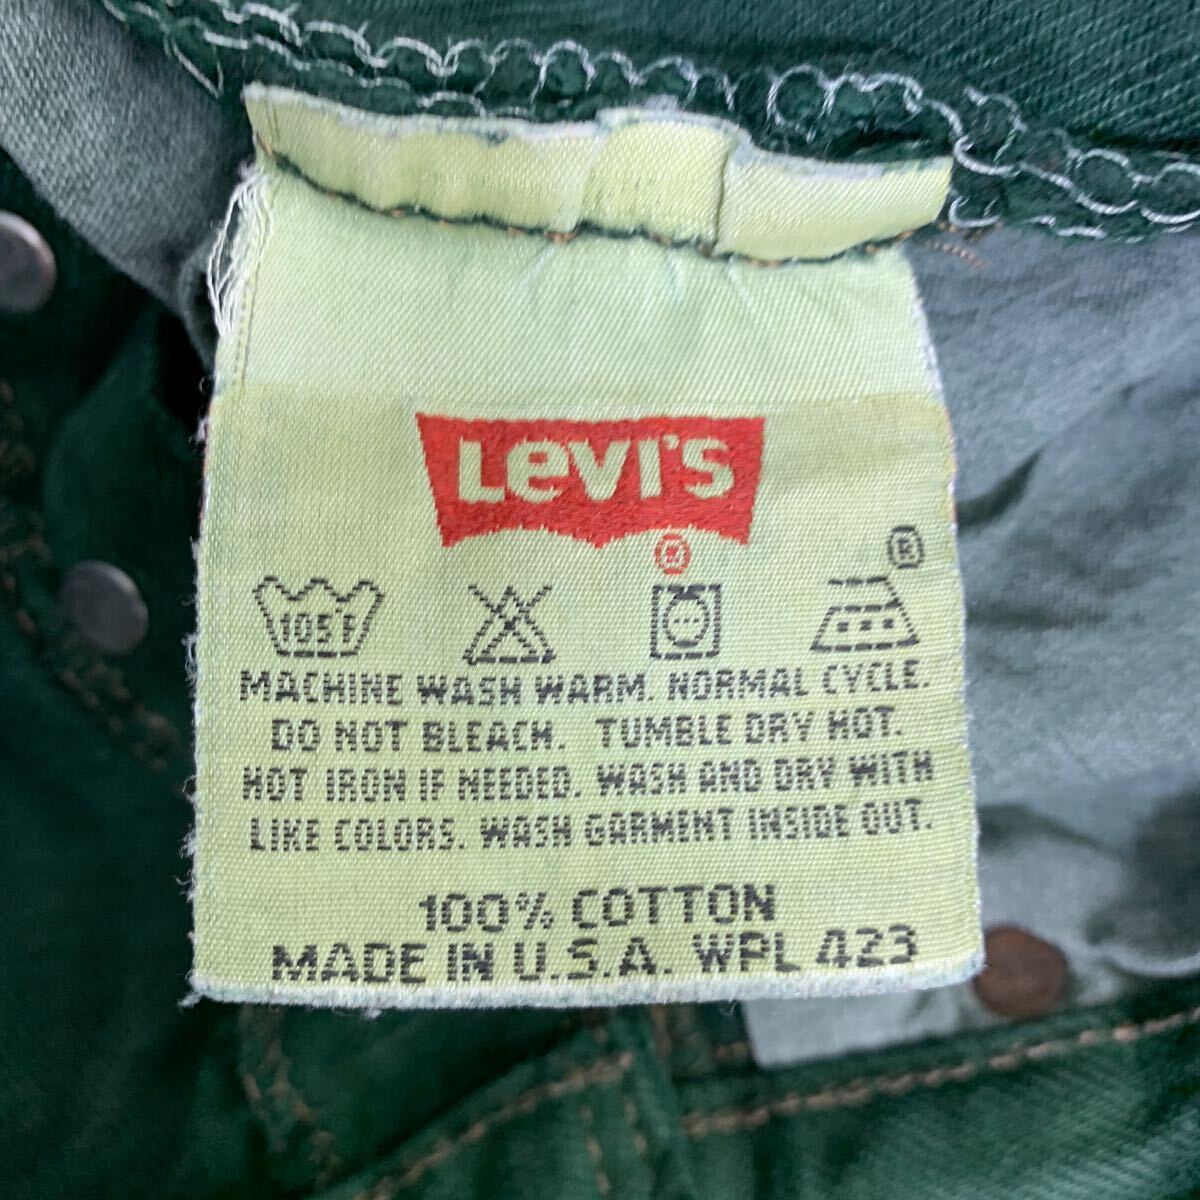 Levi's
®
®
105 F
MACHINE WASH WARM. NORMAL CYCLE.
DO NOT BLEACH. TUMBLE DRY HOT.
HOT IRON IF NEEDED. WASH AND DRY WITH
LIKE COLORS. WASH GARMENT INSIDE OUT.
100% COTTON
MADE IN U.S.A. WPL 423